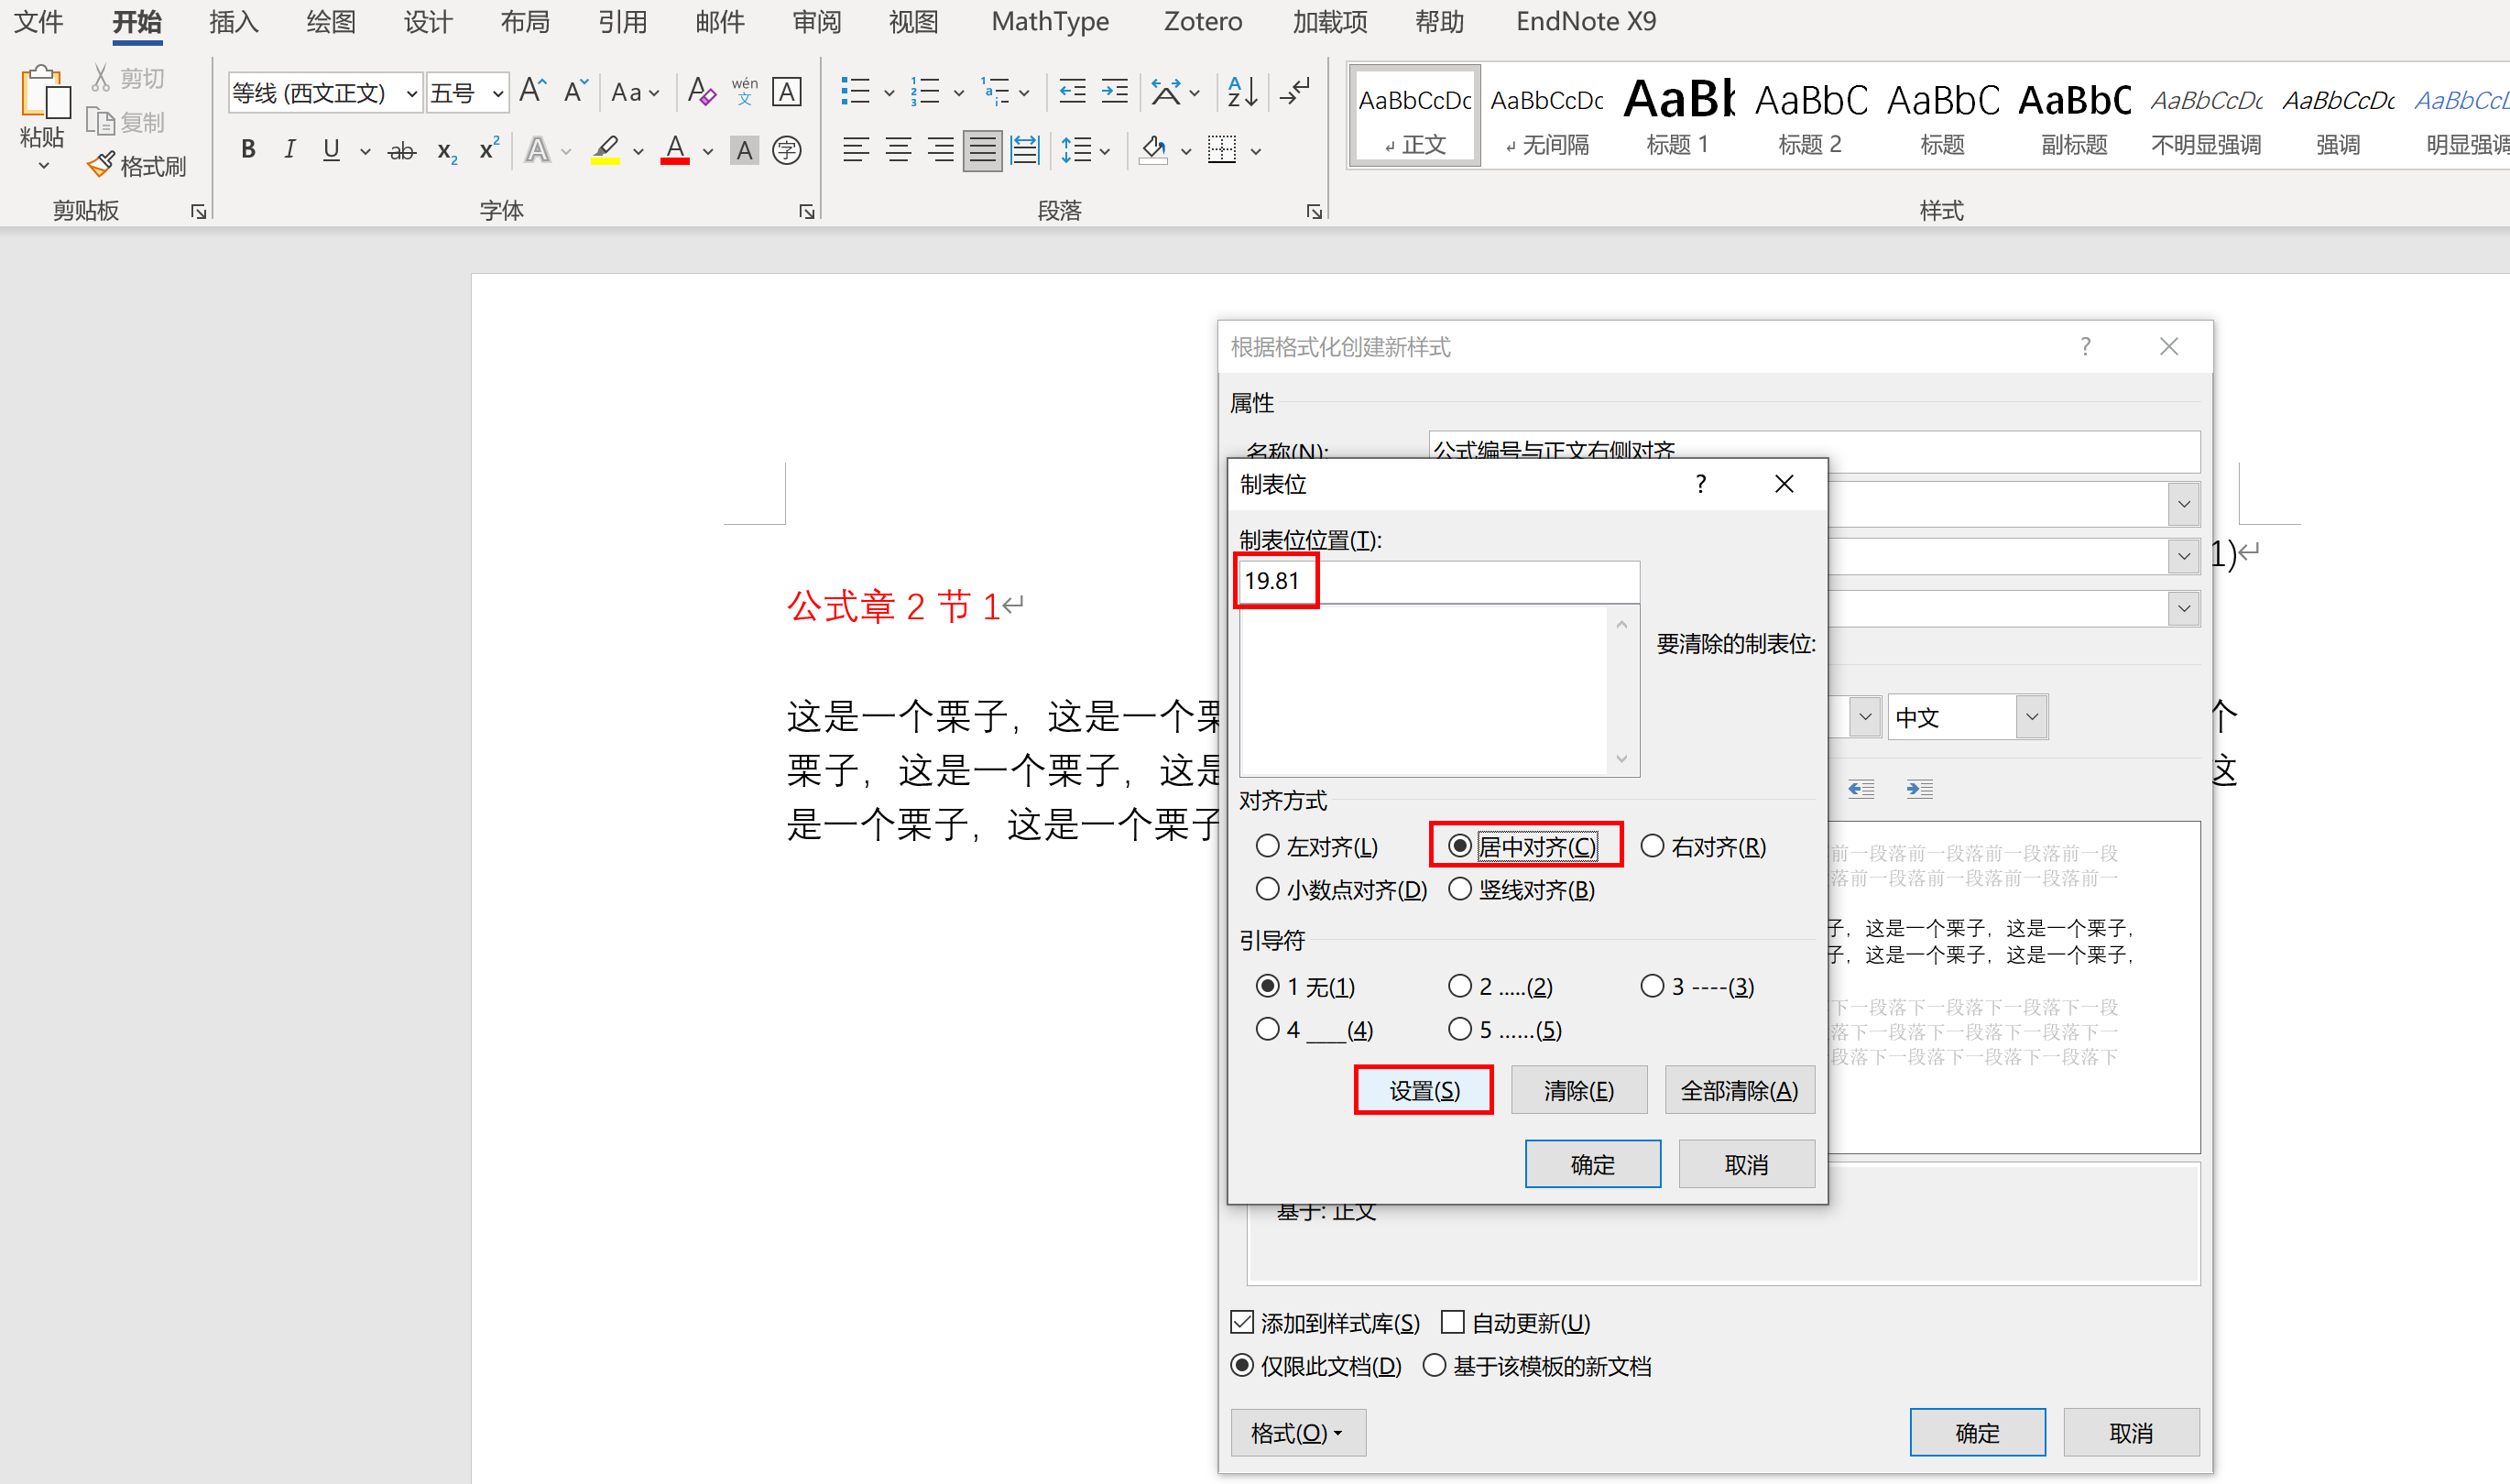 文件 开始 插入 绘图 设计 布局 引用 邮件 审阅 视图 MathType Zotero 加载项 帮助 EndNote X9
粘贴
剪切
复制
格式刷
剪贴板
等线 (西文正文) 五号
字体
段落
AaBbCcDc AaBbCcDc AaBb AaBbC AaBbC AaBbC AaBbCcDc AaBbCcDc AaBbCcD
正文 无间隔 标题 1 标题 2 标题 副标题 不明显强调 强调 明显强调
样式
公式章 2 节 1
1)
这是一个栗子，这是一个栗 个
栗子，这是一个栗子，这是 这
是一个栗子，这是一个栗子
根据格式化创建新样式
属性
名称(N): 公式编号与正文右侧对齐
制表位
制表位位置(T):
19.81
要清除的制表位:
对齐方式
左对齐(L) 居中对齐(C) 右对齐(R)
小数点对齐(D) 竖线对齐(B)
引导符
1 无(1) 2 .....(2) 3 ----(3)
4 ____(4) 5 ......(5)
设置(S) 清除(E) 全部清除(A)
确定 取消
中文
前一段落前一段落前一段落前一段
落前一段落前一段落前一段落前一
子，这是一个栗子，这是一个栗子，
子，这是一个栗子，这是一个栗子，
下一段落下一段落下一段落下一段
落下一段落下一段落下一段落下一
段落下一段落下一段落下一段落下
基于: 正文
添加到样式库(S) 自动更新(U)
仅限此文档(D) 基于该模板的新文档
格式(O) 确定 取消